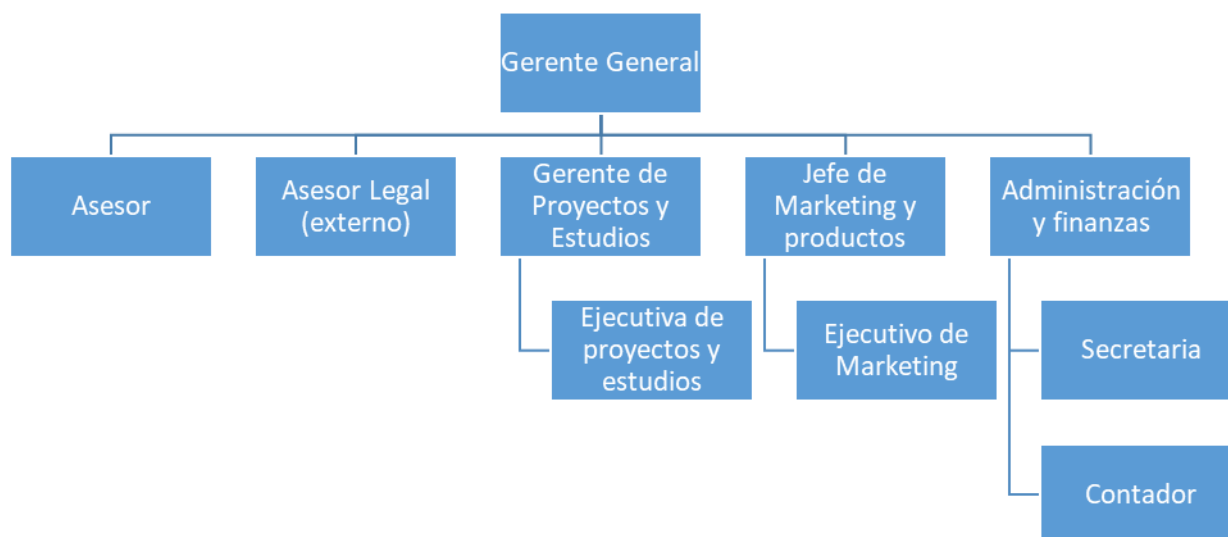 Gerente General
Asesor
Asesor Legal
(externo)
Gerente de
Proyectos y
Estudios
Jefe de
Marketing y
productos
Administración
y finanzas
Ejecutiva de
proyectos y
estudios
Ejecutivo de
Marketing
Secretaria
Contador